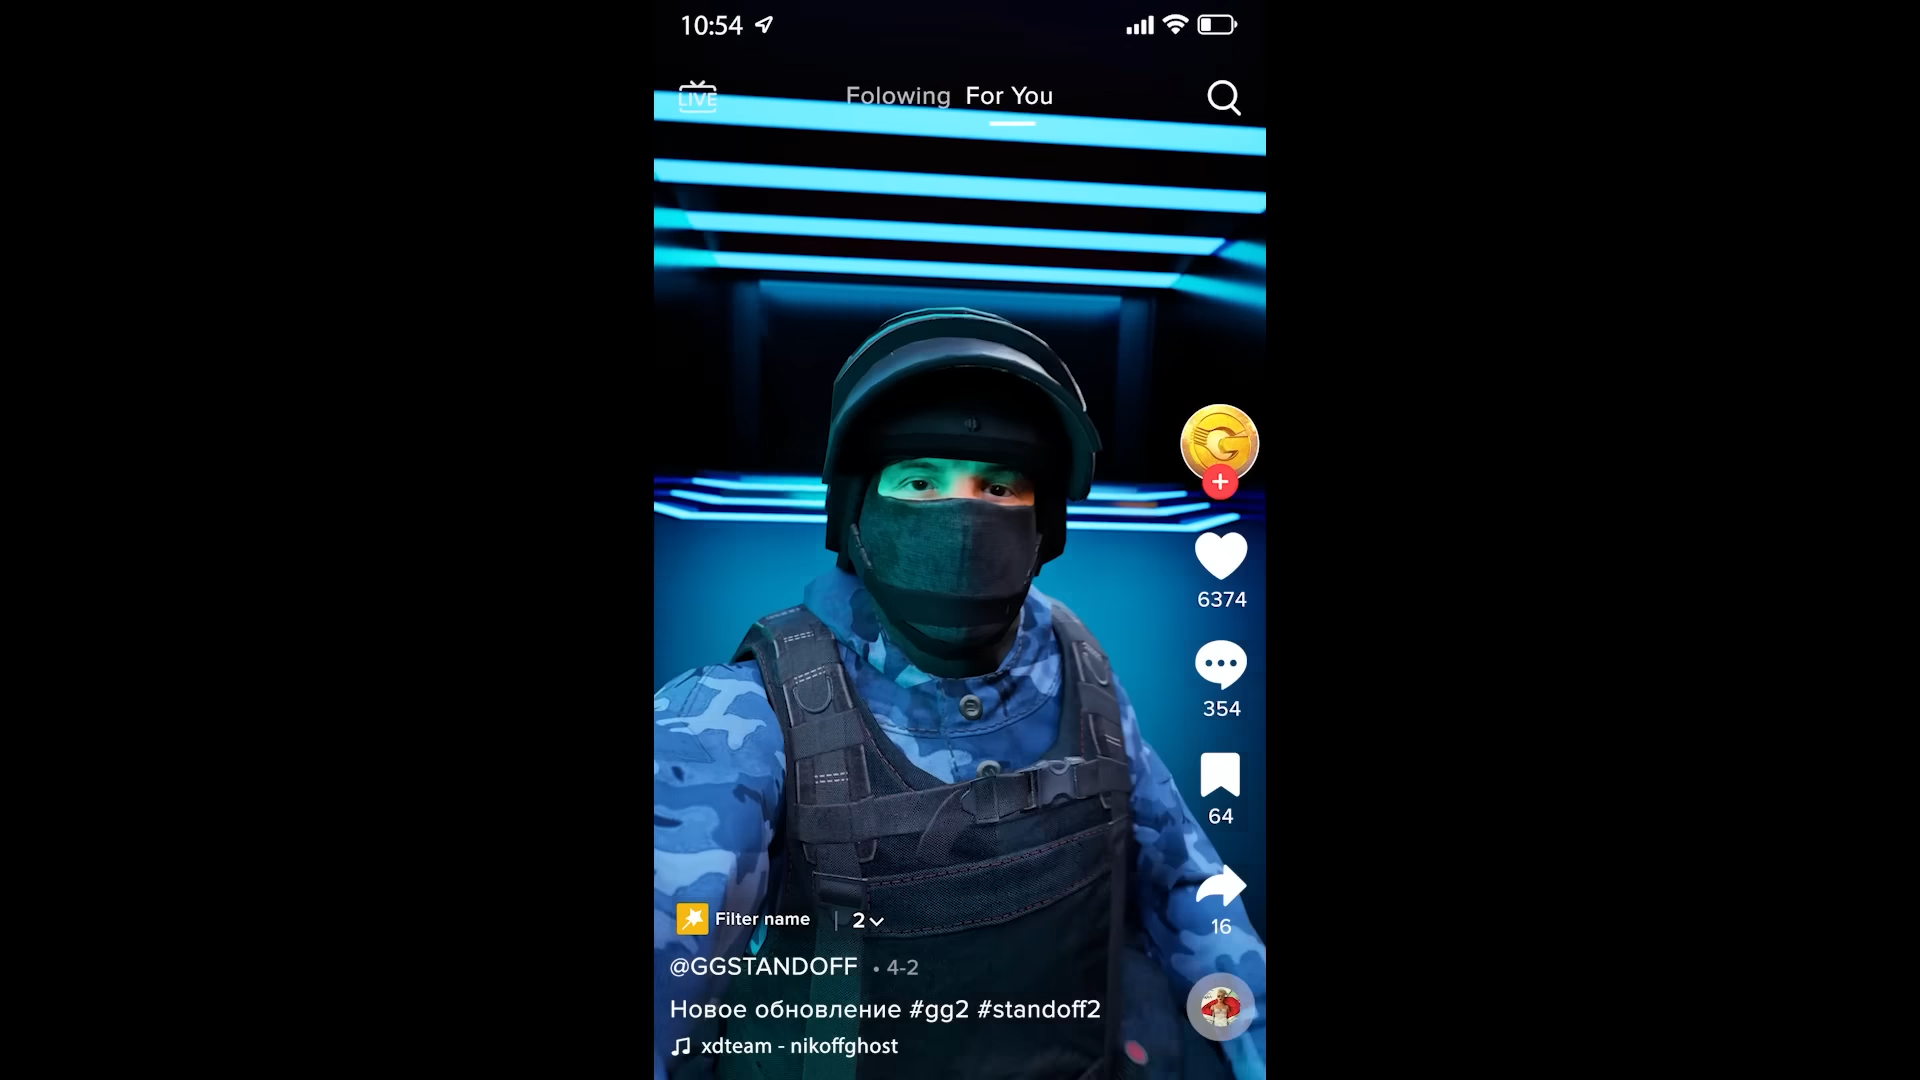 10:54
LIVE
Folowing For You
6374
354
64
16
Filter name | 2
@GGSTANDOFF • 4-2
Новое обновление #gg2 #standoff2
xdteam - nikoffghost